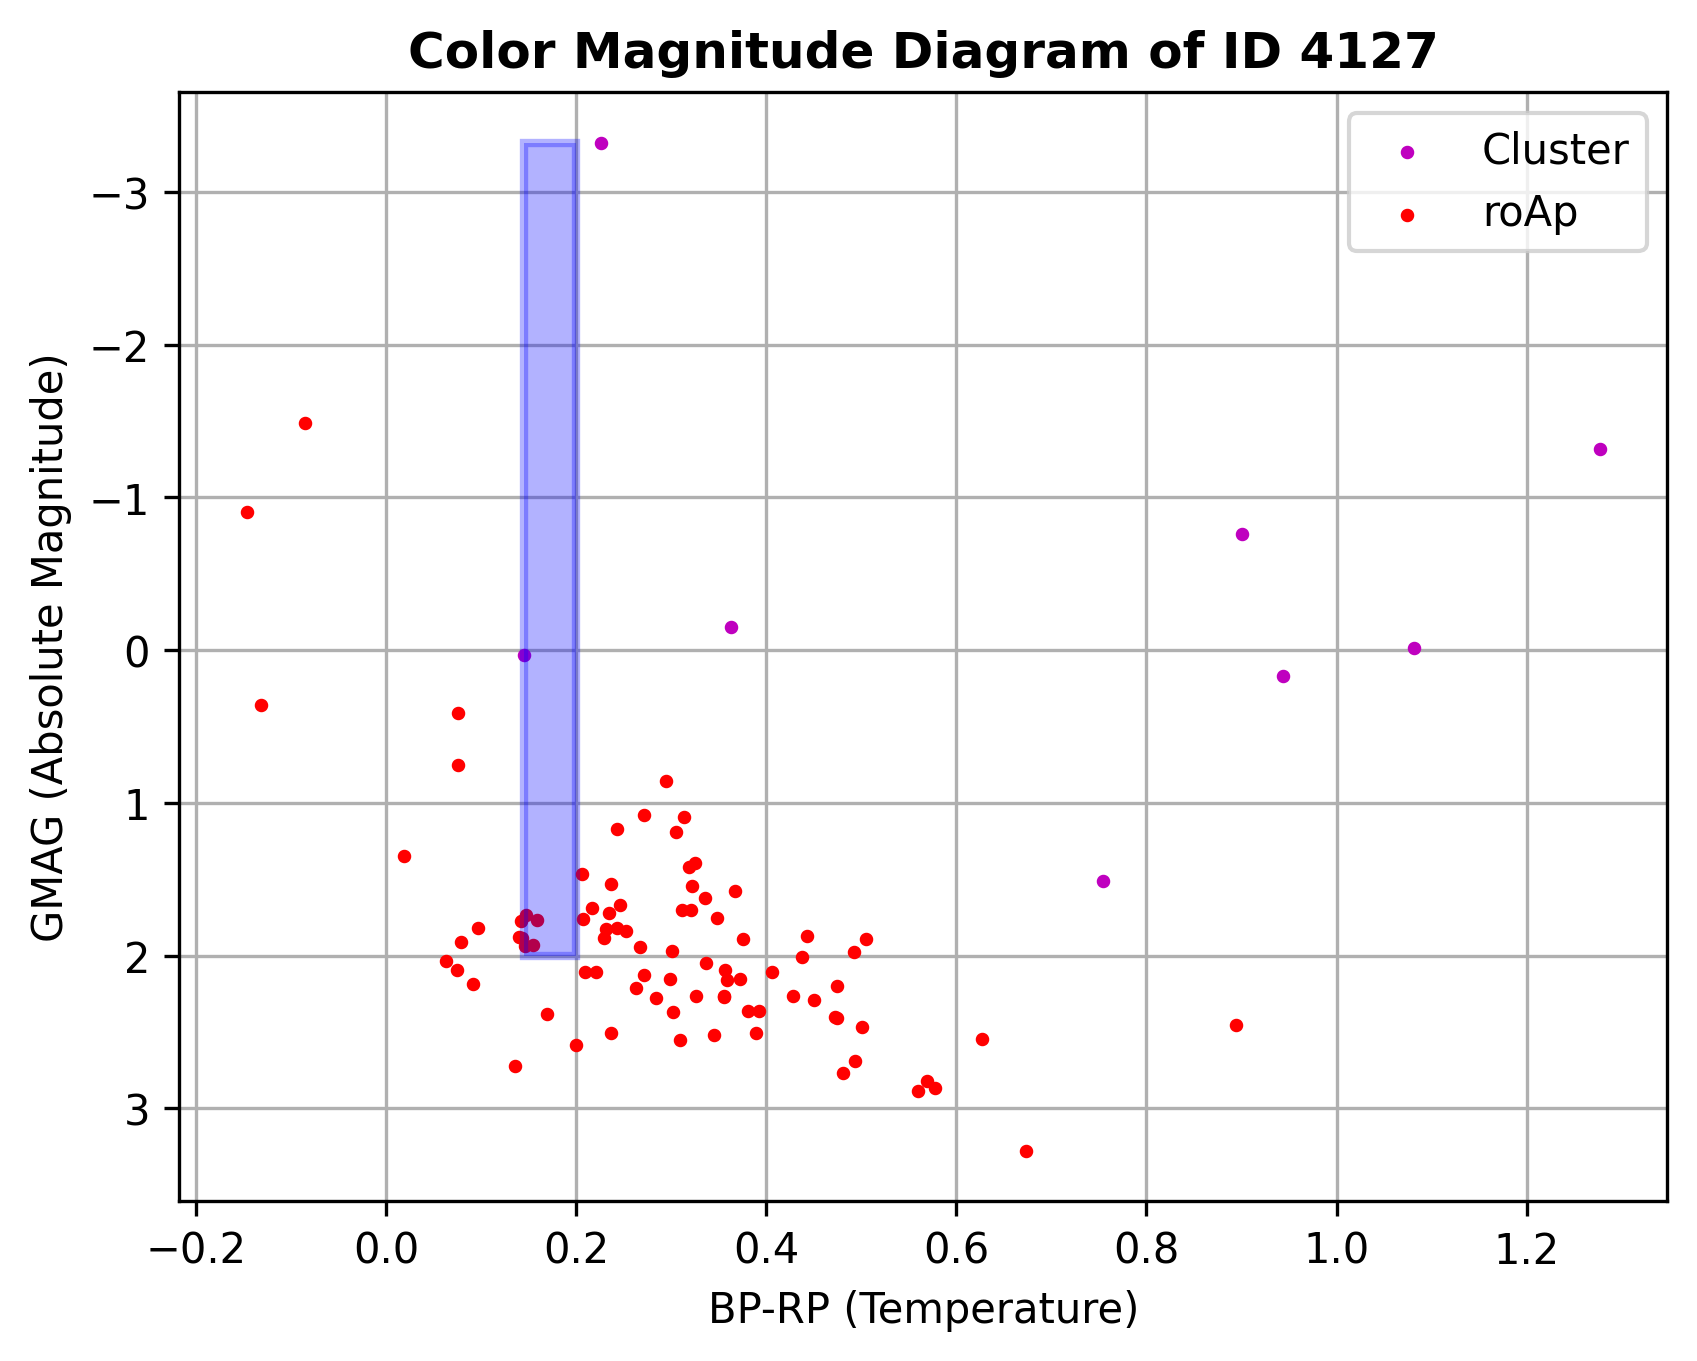 Color Magnitude Diagram of ID 4127
Cluster
roAp
GMAG (Absolute Magnitude)
−3
−2
−1
0
1
2
3
−0.2 0.0 0.2 0.4 0.6 0.8 1.0 1.2
BP-RP (Temperature)